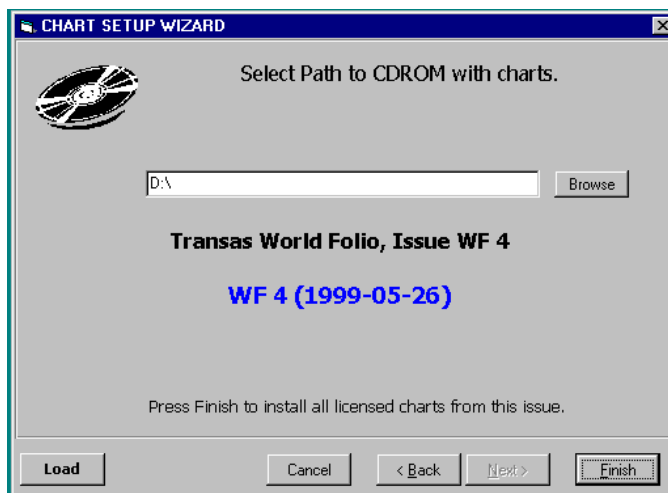 CHART SETUP WIZARD
Select Path to CDROM with charts.
D:\
Browse
Transas World Folio, Issue WF 4
WF 4 (1999-05-26)
Press Finish to install all licensed charts from this issue.
Load
Cancel
< Back
Next >
Finish